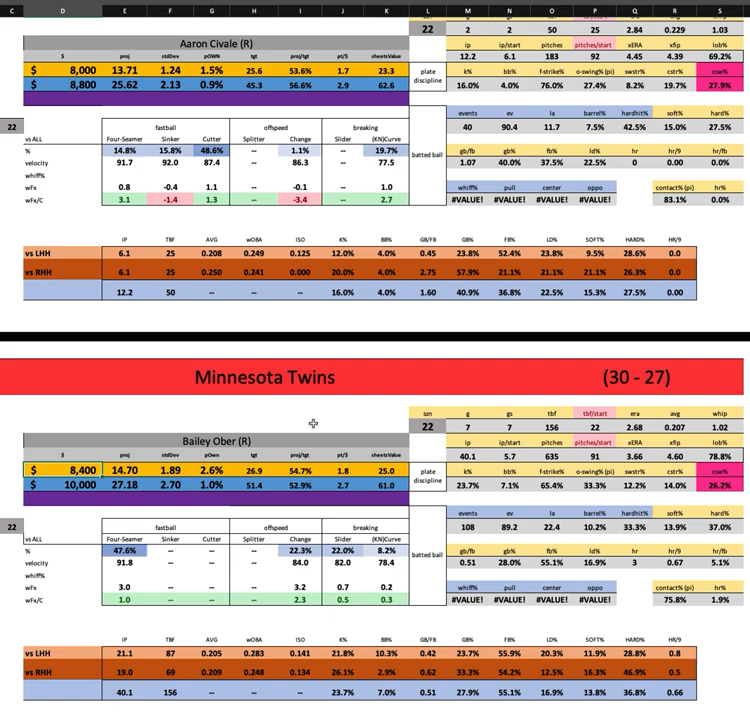 C D E F G H I J K L M N O P Q R S
22 2 2 50 25 2.84 0.229 1.03
ip ip/start pitches pitches/start xERA xfip lob%
12.2 6.1 183 92 4.45 4.39 69.2%
Aaron Civale (R)
$ proj stdDev pOWN tgt proj/tgt pt/$ sheetsValue
$ 8,000 13.71 1.24 1.5% 25.6 53.6% 1.7 23.3
$ 8,800 25.62 2.13 0.9% 45.3 56.6% 2.9 62.6
plate discipline
k% bb% f-strike% o-swing% (pi) swstr% cstr% csw%
16.0% 4.0% 76.0% 27.4% 8.2% 19.7% 27.9%
events ev la barrel% hardhit% soft% hard%
40 90.4 11.7 7.5% 42.5% 15.0% 27.5%
batted ball
gb/fb gb% fb% ld% hr hr/9 hr/fb
1.07 40.0% 37.5% 22.5% 0 0.00 0.0%
whiff% pull center oppo contact% (pi) hr%
#VALUE! #VALUE! #VALUE! #VALUE! 83.1% 0.0%
22 fastball offspeed breaking
vs ALL Four-Seamer Sinker Cutter Splitter Change Slider (KN)Curve
% 14.8% 15.8% 48.6% -- 1.1% -- 19.7%
velocity 91.7 92.0 87.4 -- 86.3 -- 77.5
whiff%
wFx 0.8 -0.4 1.1 -- -0.1 -- 1.0
wFx/C 3.1 -1.4 1.3 -- -3.4 -- 2.7
IP TBF AVG wOBA ISO K% BB% GB/FB GB% FB% LD% SOFT% HARD% HR/9
vs LHH 6.1 25 0.208 0.249 0.125 12.0% 4.0% 0.45 23.8% 52.4% 23.8% 9.5% 28.6% 0.0
vs RHH 6.1 25 0.250 0.241 0.000 20.0% 4.0% 2.75 57.9% 21.1% 21.1% 21.1% 26.3% 0.0
12.2 50 -- -- -- 16.0% 4.0% 1.60 40.9% 36.8% 22.5% 15.3% 27.5% 0.00
Minnesota Twins (30 - 27)
szn g gs tbf tbf/start era avg whip
22 7 7 156 22 2.68 0.207 1.02
ip ip/start pitches pitches/start xERA xfip lob%
40.1 5.7 635 91 3.66 4.60 78.8%
Bailey Ober (R)
$ proj stdDev pOwn tgt proj/tgt pt/$ sheetsValue
$ 8,400 14.70 1.89 2.6% 26.9 54.7% 1.8 25.0
$ 10,000 27.18 2.70 1.0% 51.4 52.9% 2.7 61.0
plate discipline
k% bb% f-strike% o-swing% (pi) swstr% cstr% csw%
23.7% 7.1% 65.4% 33.3% 12.2% 14.0% 26.2%
events ev la barrel% hardhit% soft% hard%
108 89.2 22.4 10.2% 33.3% 13.9% 37.0%
batted ball
gb/fb gb% fb% ld% hr hr/9 hr/fb
0.51 28.0% 55.1% 16.9% 3 0.67 5.1%
whiff% pull center oppo contact% (pi) hr%
#VALUE! #VALUE! #VALUE! #VALUE! 75.8% 1.9%
22 fastball offspeed breaking
vs ALL Four-Seamer Sinker Cutter Splitter Change Slider (KN)Curve
% 47.6% -- -- -- 22.3% 22.0% 8.2%
velocity 91.8 -- -- -- 84.0 82.0 78.4
whiff%
wFx 3.0 -- -- -- 3.2 0.7 0.2
wFx/C 1.0 -- -- -- 2.3 0.5 0.3
IP TBF AVG wOBA ISO K% BB% GB/FB GB% FB% LD% SOFT% HARD% HR/9
vs LHH 21.1 87 0.205 0.283 0.141 21.8% 10.3% 0.42 23.7% 55.9% 20.3% 11.9% 28.8% 0.8
vs RHH 19.0 69 0.209 0.248 0.134 26.1% 2.9% 0.62 33.3% 54.2% 12.5% 16.3% 46.9% 0.5
40.1 156 -- -- -- 23.7% 7.0% 0.51 27.9% 55.1% 16.9% 13.8% 36.8% 0.66